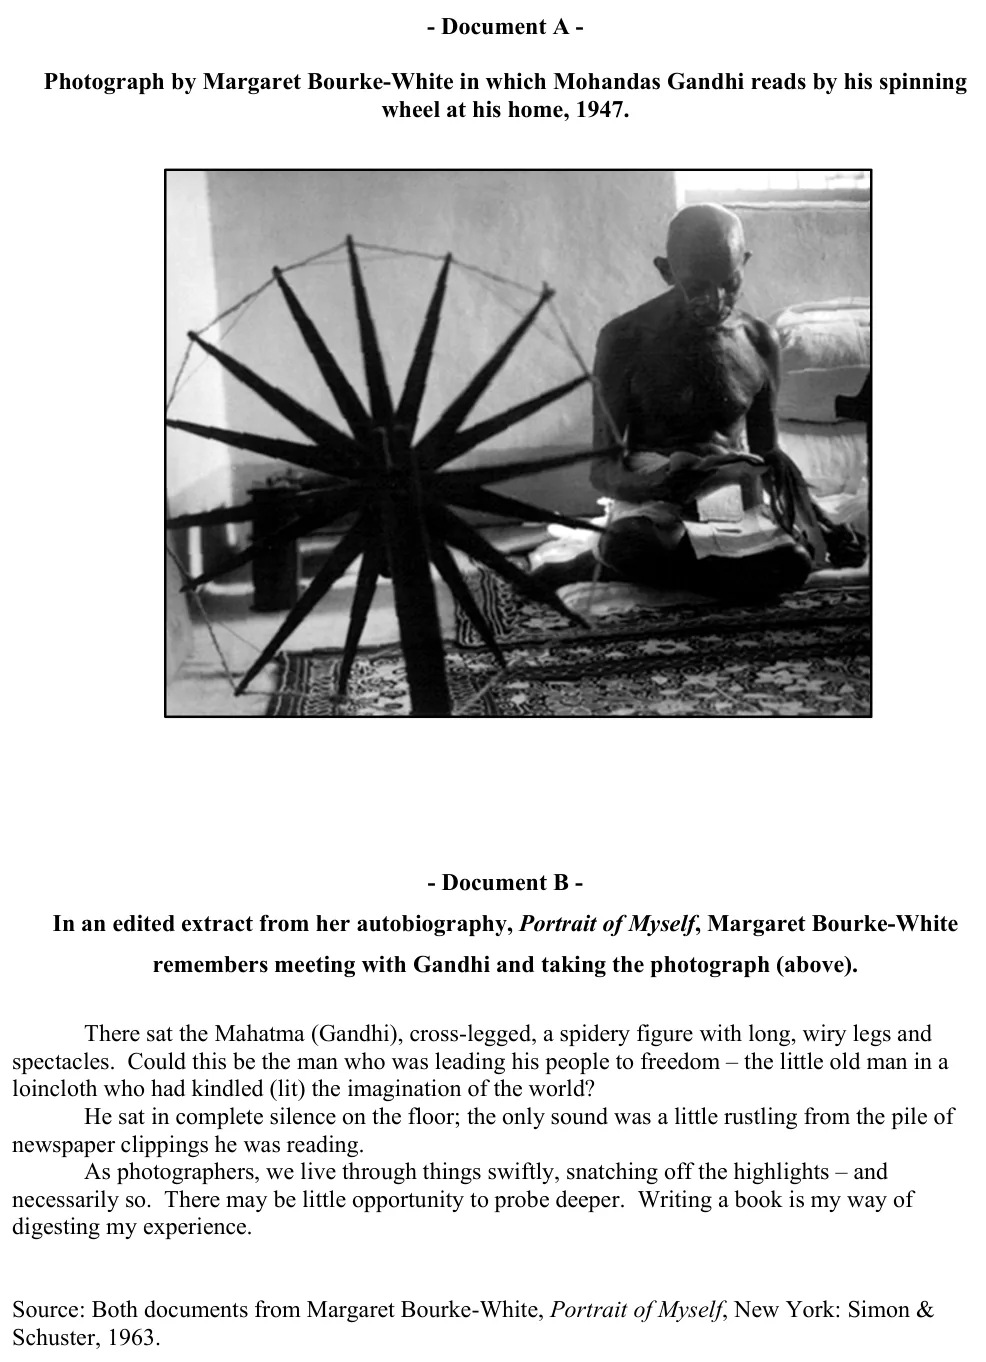 - Document A -
Photograph by Margaret Bourke-White in which Mohandas Gandhi reads by his spinning
wheel at his home, 1947.
- Document B -
In an edited extract from her autobiography, Portrait of Myself, Margaret Bourke-White
remembers meeting with Gandhi and taking the photograph (above).
There sat the Mahatma (Gandhi), cross-legged, a spidery figure with long, wiry legs and
spectacles.  Could this be the man who was leading his people to freedom – the little old man in a
loincloth who had kindled (lit) the imagination of the world?
He sat in complete silence on the floor; the only sound was a little rustling from the pile of
newspaper clippings he was reading.
As photographers, we live through things swiftly, snatching off the highlights – and
necessarily so.  There may be little opportunity to probe deeper.  Writing a book is my way of
digesting my experience.
Source: Both documents from Margaret Bourke-White, Portrait of Myself, New York: Simon &
Schuster, 1963.